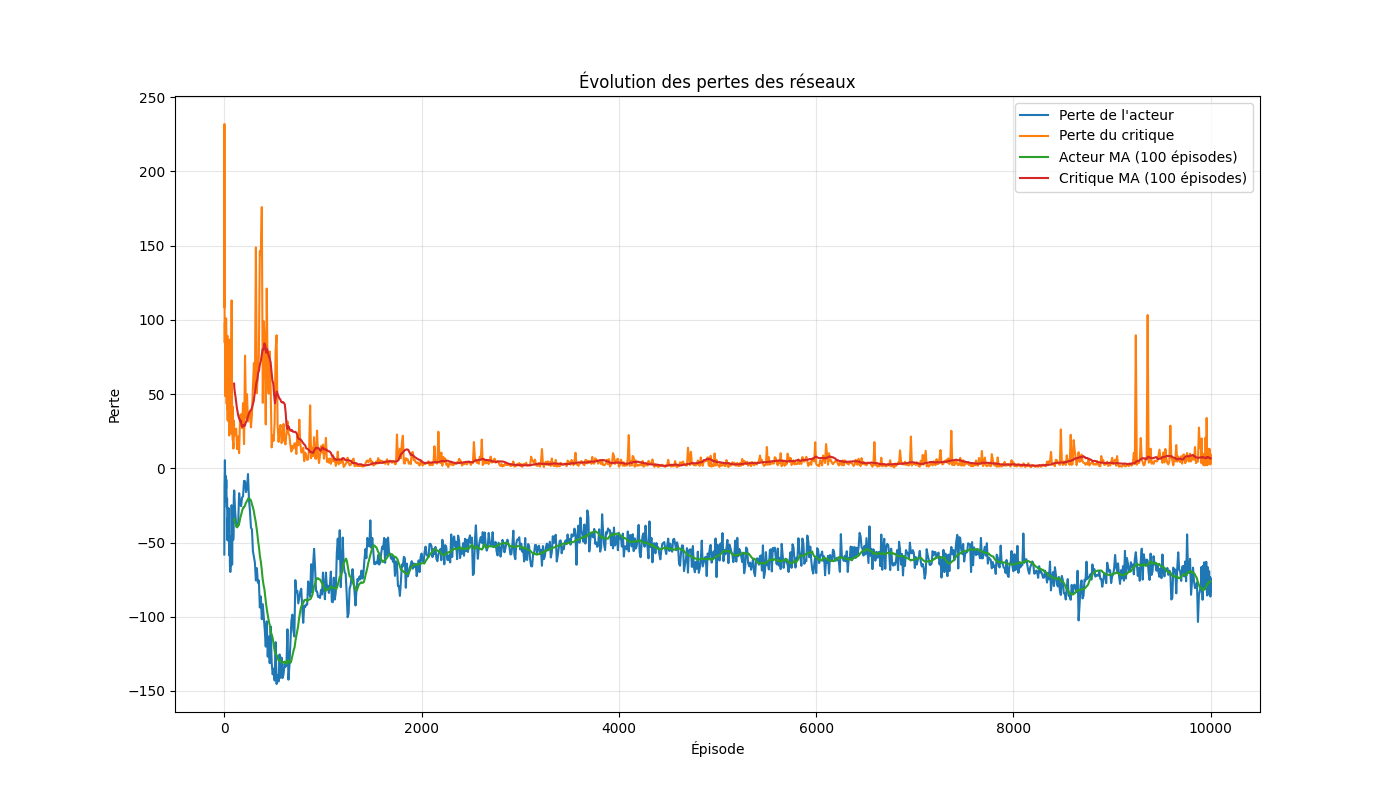 Évolution des pertes des réseaux
250
200
150
100
50
0
−50
−100
−150
Perte
Perte de l'acteur
Perte du critique
Acteur MA (100 épisodes)
Critique MA (100 épisodes)
0
2000
4000
6000
8000
10000
Épisode